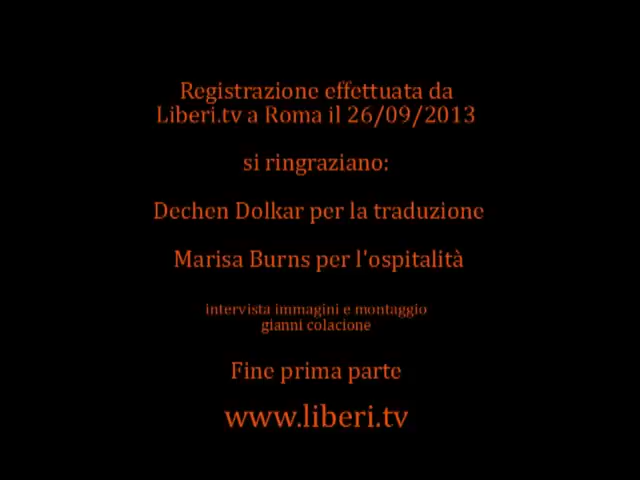 Registrazione effettuata da
Liberi.tv a Roma il 26/09/2013
si ringraziano:
Dechen Dolkar per la traduzione
Marisa Burns per l'ospitalità
intervista immagini e montaggio
gianni colacione
Fine prima parte
www.liberi.tv